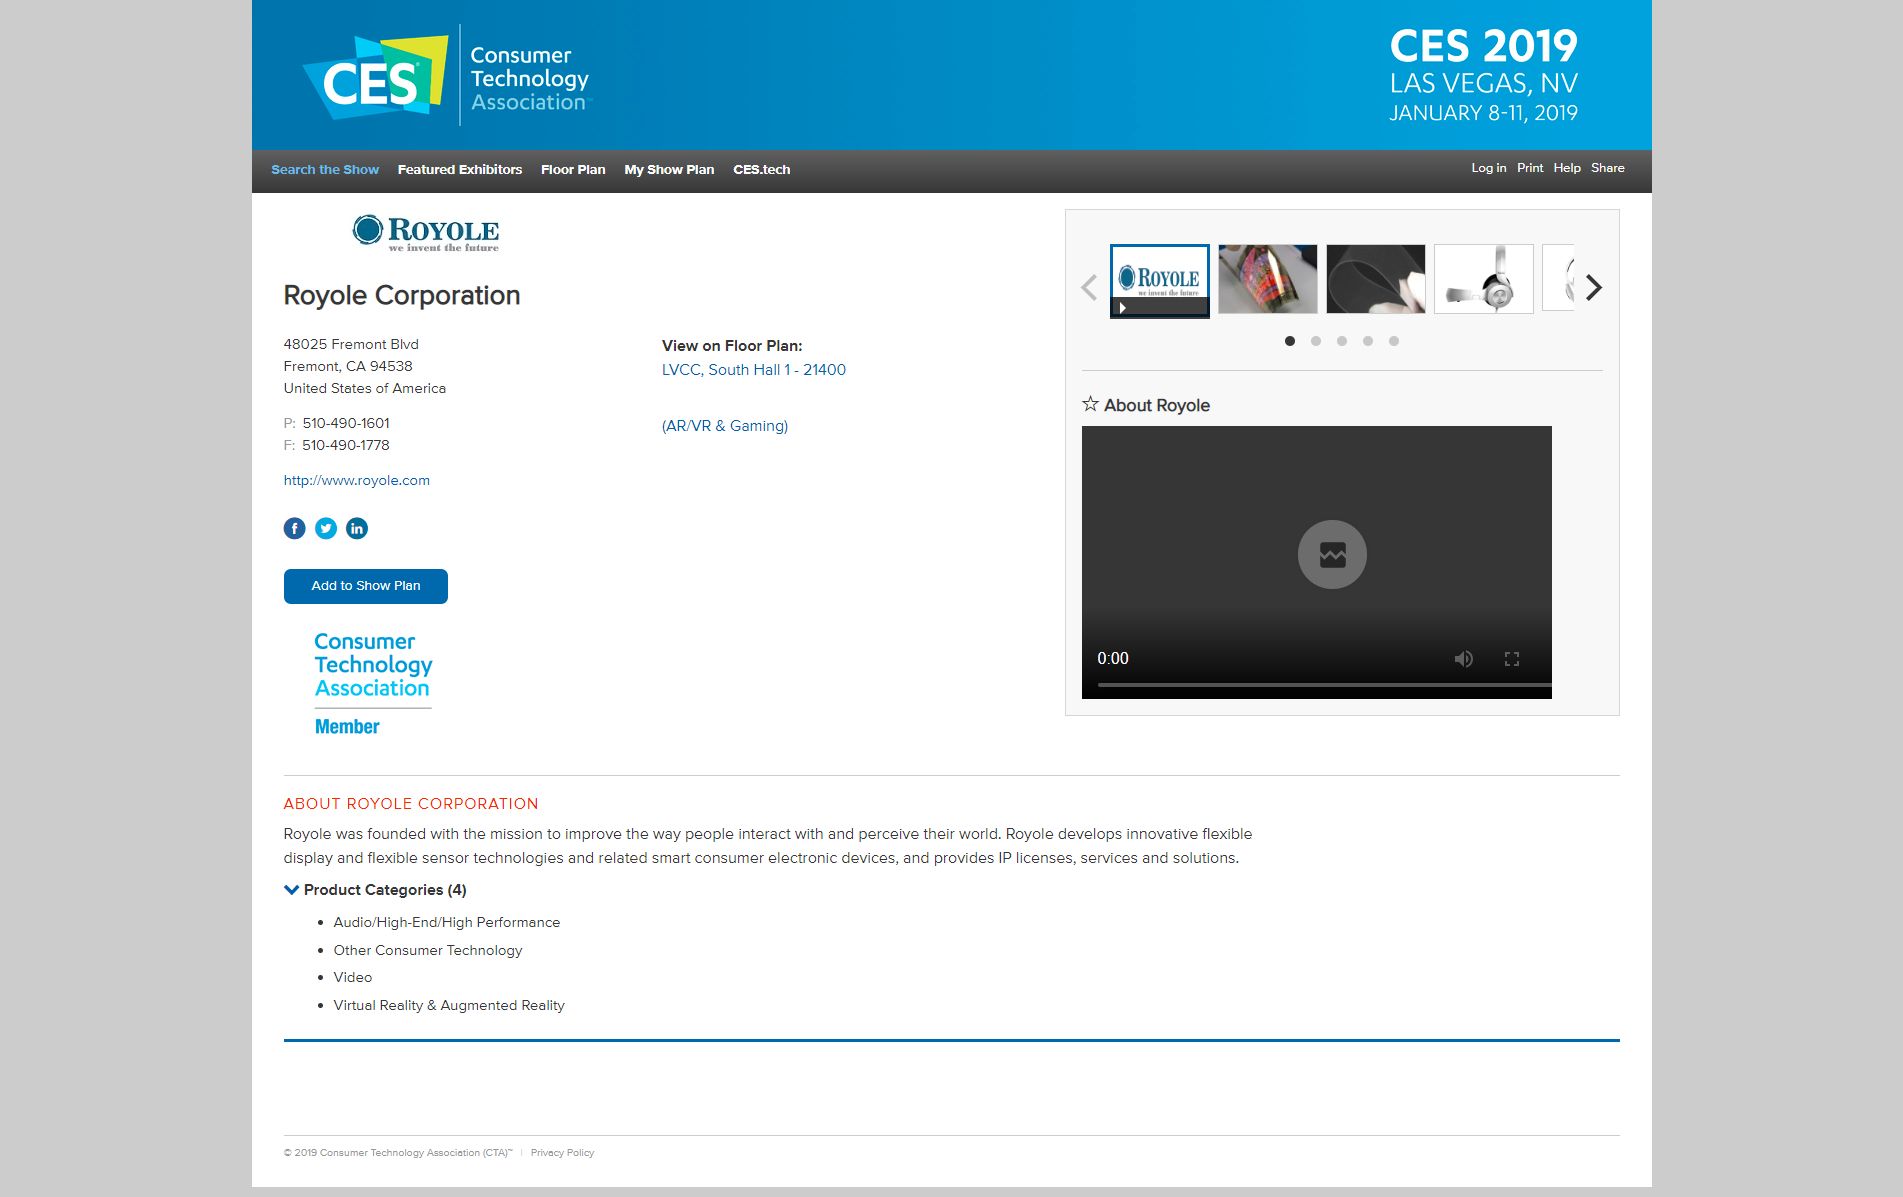 CES
Consumer
Technology
Association™
CES 2019
LAS VEGAS, NV
JANUARY 8-11, 2019
Search the Show Featured Exhibitors Floor Plan My Show Plan CES.tech
Log in Print Help Share
ROYOLE
we invent the future
Royole Corporation
48025 Fremont Blvd
Fremont, CA 94538
United States of America
P: 510-490-1601
F: 510-490-1778
http://www.royole.com
f in
Add to Show Plan
Consumer
Technology
Association
Member
View on Floor Plan:
LVCC, South Hall 1 - 21400
(AR/VR & Gaming)
ROYOLE
we invent the future
About Royole
0:00
ABOUT ROYOLE CORPORATION
Royole was founded with the mission to improve the way people interact with and perceive their world. Royole develops innovative flexible
display and flexible sensor technologies and related smart consumer electronic devices, and provides IP licenses, services and solutions.
Product Categories (4)
• Audio/High-End/High Performance
• Other Consumer Technology
• Video
• Virtual Reality & Augmented Reality
© 2019 Consumer Technology Association (CTA)™ | Privacy Policy